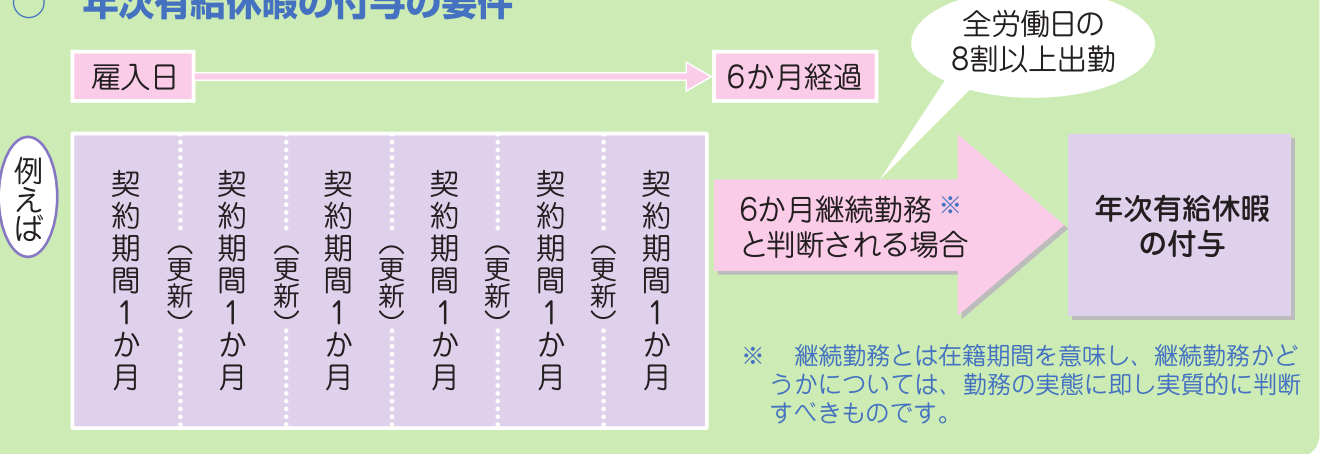 ○ 年次有給休暇の付与の要件
全労働日の
8割以上出勤
雇入日
6か月経過
例えば
契約期間1か月
（更新）
契約期間1か月
（更新）
契約期間1か月
（更新）
契約期間1か月
（更新）
契約期間1か月
（更新）
契約期間1か月
6か月継続勤務※
と判断される場合
年次有給休暇
の付与
※　継続勤務とは在籍期間を意味し、継続勤務かど
うかについては、勤務の実態に即し実質的に判断
すべきものです。